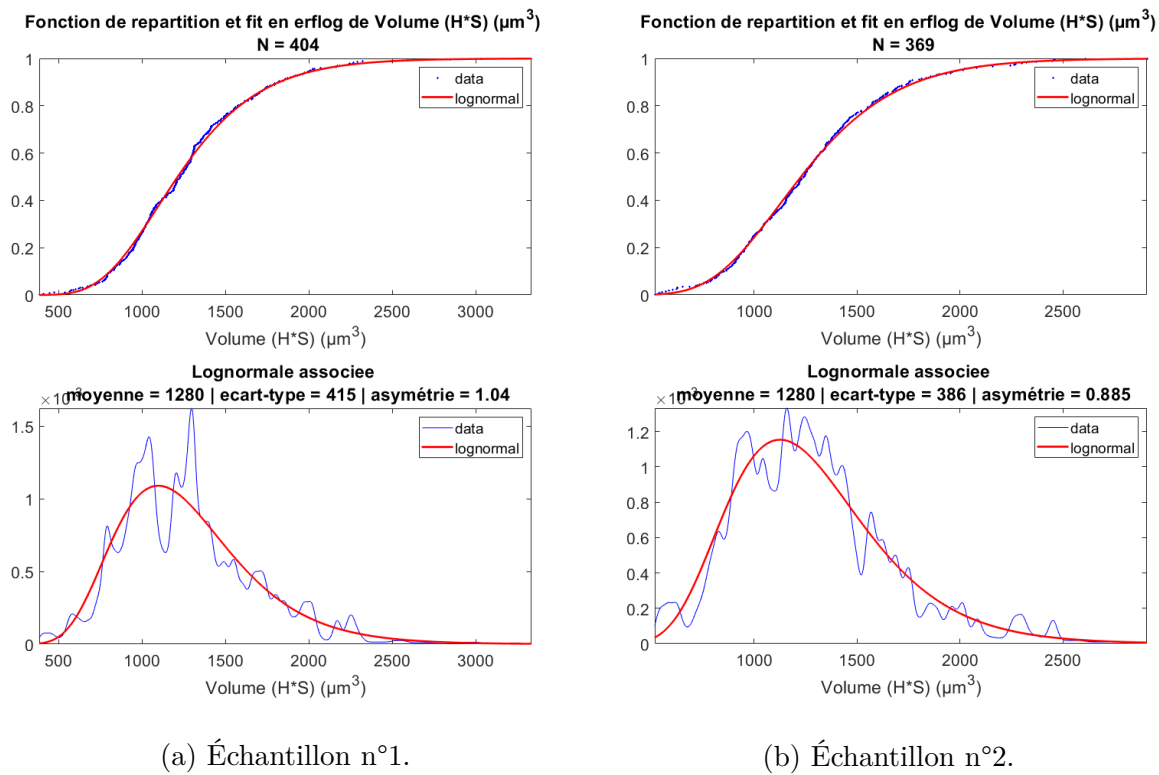 Fonction de repartition et fit en erflog de Volume (H*S) (µm³)
N = 404
1
0.8
0.6
0.4
0.2
0
data
lognormal
500 1000 1500 2000 2500 3000
Volume (H*S) (µm³)
Lognormale associee
moyenne = 1280 | ecart-type = 415 | asymétrie = 1.04
1.5
1
0.5
0
data
lognormal
500 1000 1500 2000 2500 3000
Volume (H*S) (µm³)
(a) Échantillon n°1.
Fonction de repartition et fit en erflog de Volume (H*S) (µm³)
N = 369
1
0.8
0.6
0.4
0.2
0
data
lognormal
1000 1500 2000 2500
Volume (H*S) (µm³)
Lognormale associee
moyenne = 1280 | ecart-type = 386 | asymétrie = 0.885
1.2
1
0.8
0.6
0.4
0.2
0
data
lognormal
1000 1500 2000 2500
Volume (H*S) (µm³)
(b) Échantillon n°2.